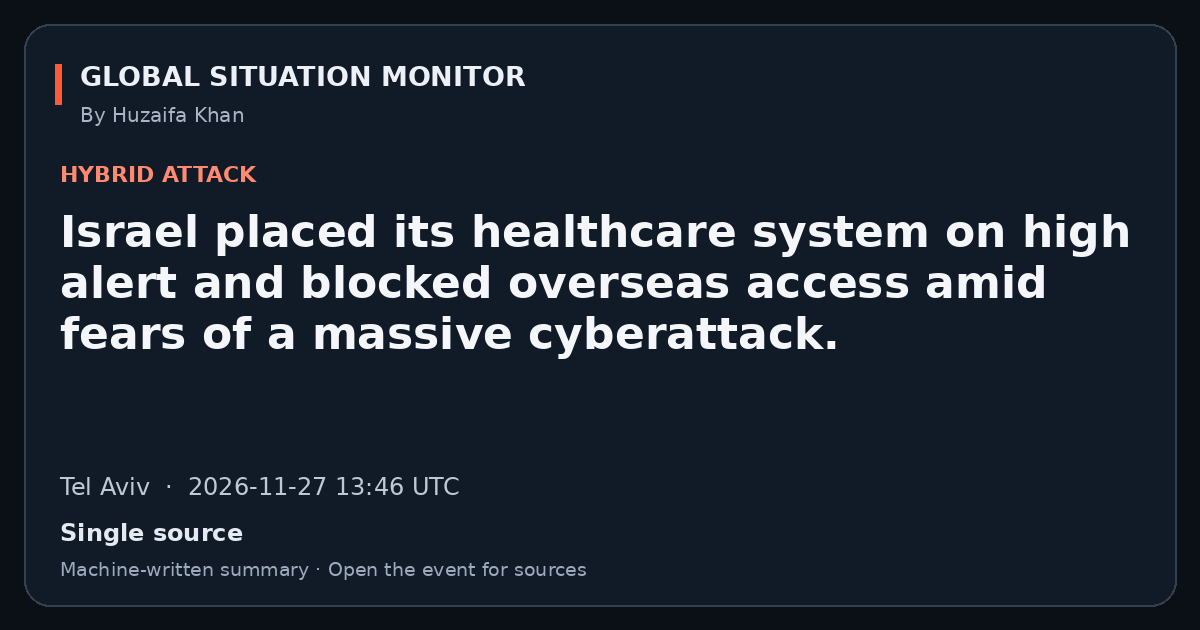 GLOBAL SITUATION MONITOR
By Huzaifa Khan
HYBRID ATTACK
Israel placed its healthcare system on high
alert and blocked overseas access amid
fears of a massive cyberattack.
Tel Aviv · 2026-11-27 13:46 UTC
Single source
Machine-written summary · Open the event for sources